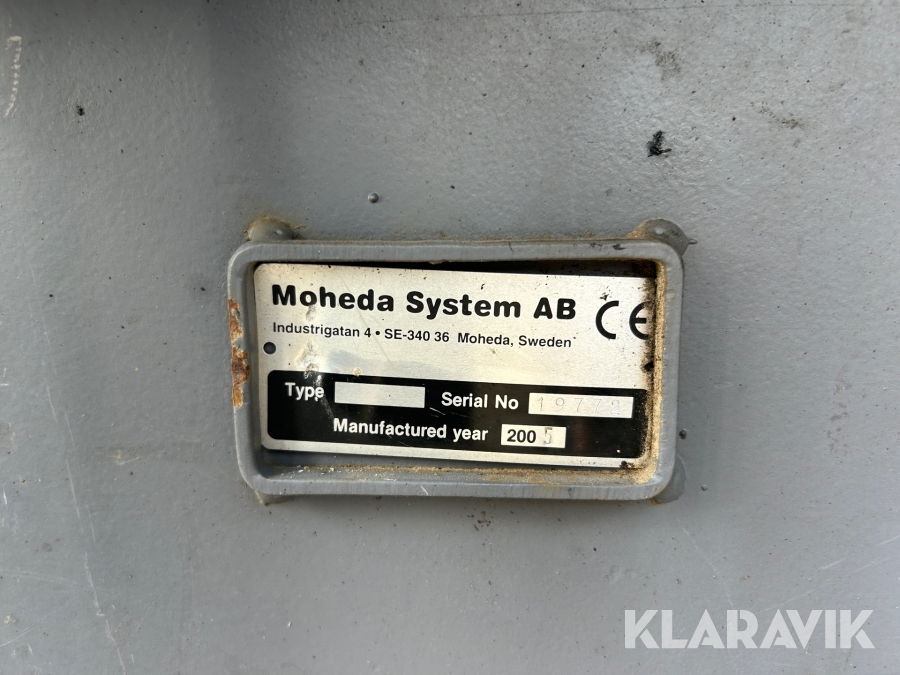 Moheda System AB CE
Industrigatan 4 • SE-340 36 Moheda, Sweden
Type Serial No
Manufactured year 2005
KLARAVIK